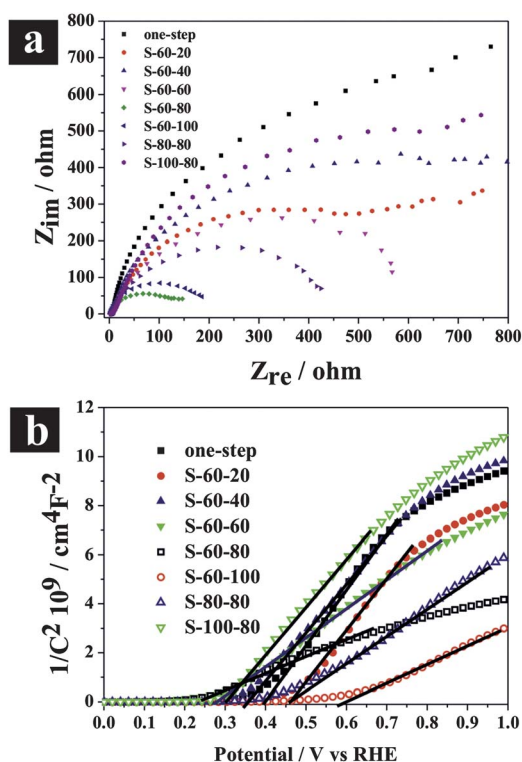 a
800
700
600
500
400
300
200
100
0
Zim / ohm
one-step
S-60-20
S-60-40
S-60-60
S-60-80
S-60-100
S-80-80
S-100-80
0 100 200 300 400 500 600 700 800
Zre / ohm
b
12
10
8
6
4
2
0
1/C2 109 / cm4F-2
one-step
S-60-20
S-60-40
S-60-60
S-60-80
S-60-100
S-80-80
S-100-80
0.0 0.1 0.2 0.3 0.4 0.5 0.6 0.7 0.8 0.9 1.0
Potential / V vs RHE